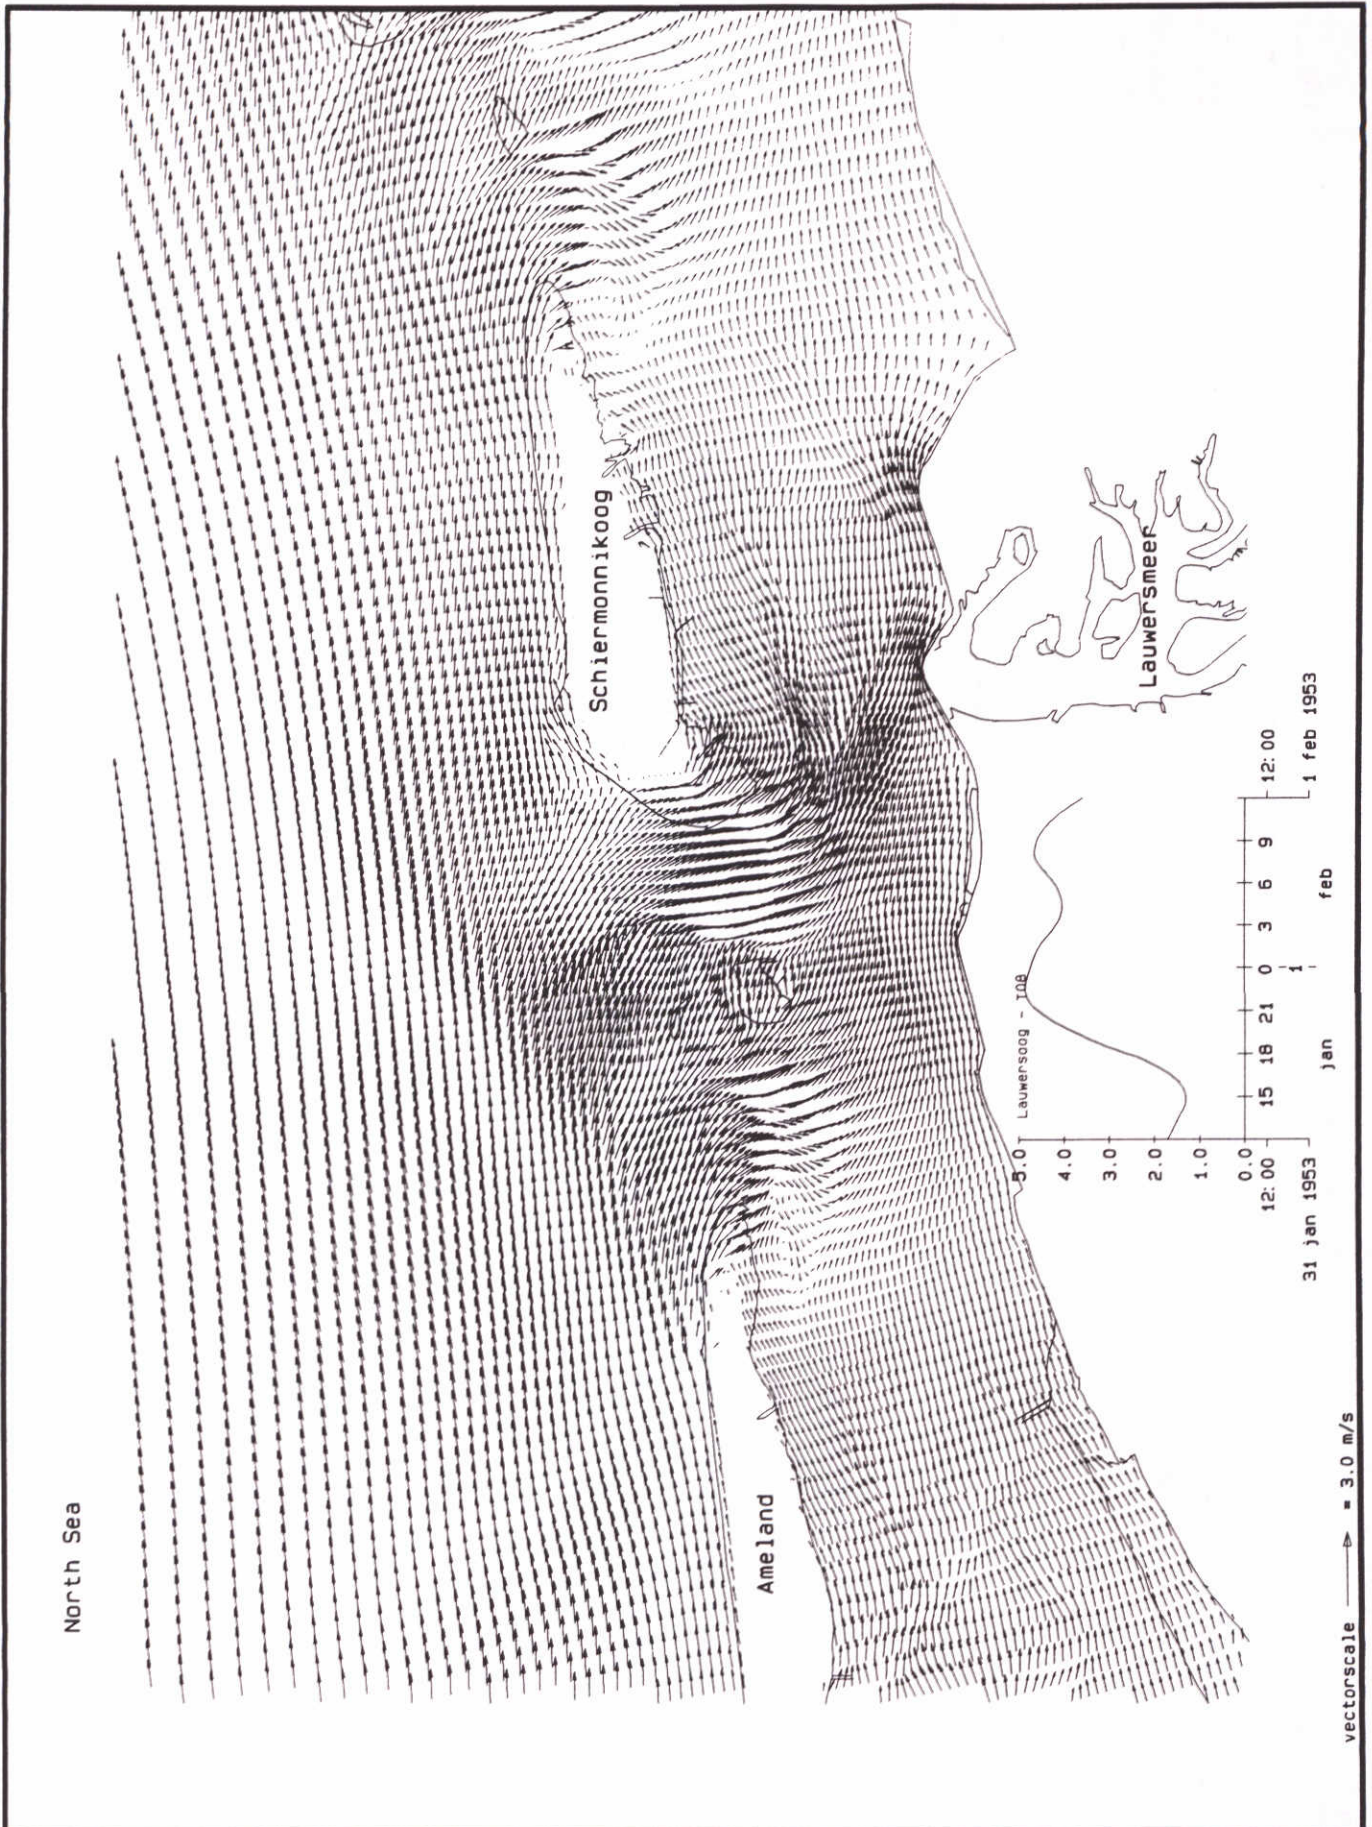 North Sea
Schiermonnikoog
Ameland
Lauwersmeer
Lauwersoog - TOB
5.0
4.0
3.0
2.0
1.0
0.0
12:00 15 18 21 0 3 6 9 12:00
1
31 jan 1953 jan feb 1 feb 1953
vectorscale = 3.0 m/s